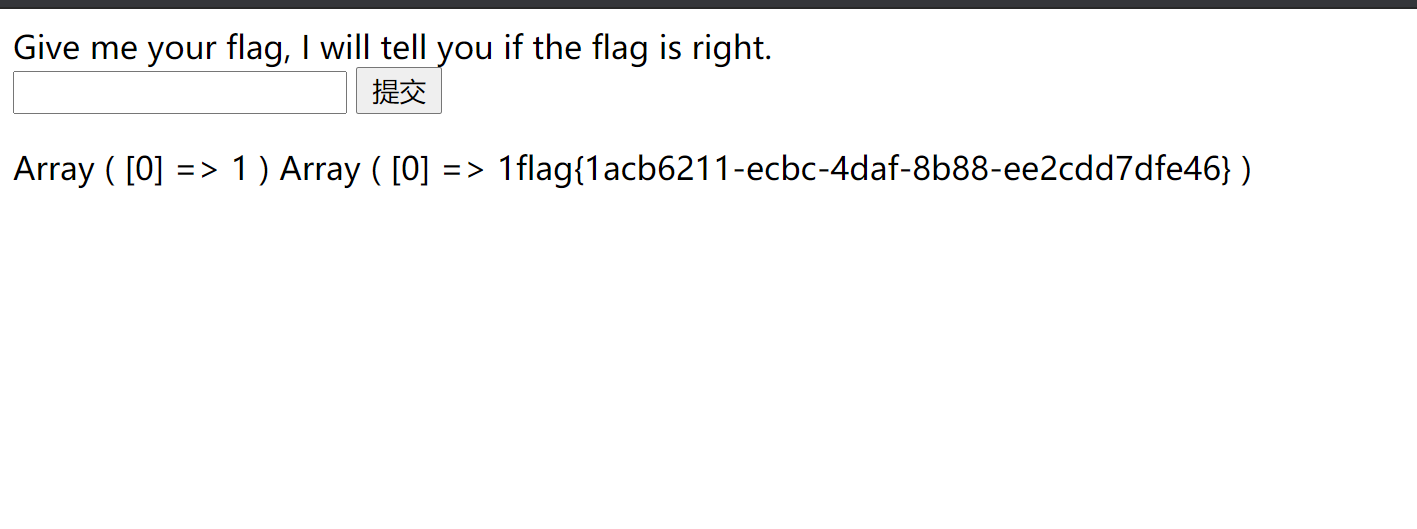 Give me your flag, I will tell you if the flag is right.
提交
Array ( [0] => 1 ) Array ( [0] => 1flag{1acb6211-ecbc-4daf-8b88-ee2cdd7dfe46} )